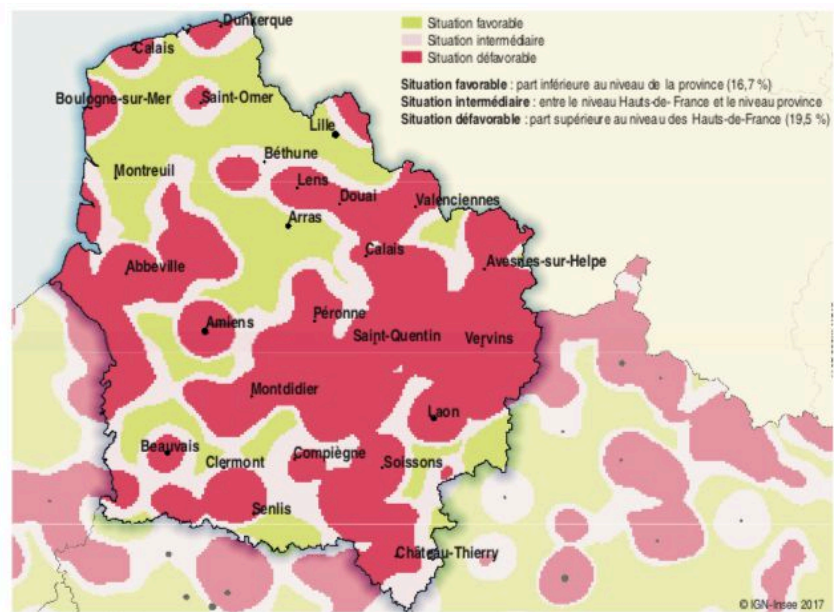 Dunkerque
Calais
Situation favorable
Situation intermédiaire
Situation défavorable
Situation favorable : part inférieure au niveau de la province (16,7 %)
Situation intermédiaire : entre le niveau Hauts-de- France et le niveau province
Situation défavorable : part supérieure au niveau des Hauts-de-France (19,5 %)
Boulogne-sur-Mer
Saint-Omer
Lille
Béthune
Montreuil
Lens
Douai
Valenciennes
Arras
Calais
Abbeville
Avesnes-sur-Helpe
Péronne
Amiens
Saint-Quentin
Vervins
Montdidier
Laon
Beauvais
Clermont
Compiègne
Soissons
Senlis
Château-Thierry
© IGN-Insee 2017